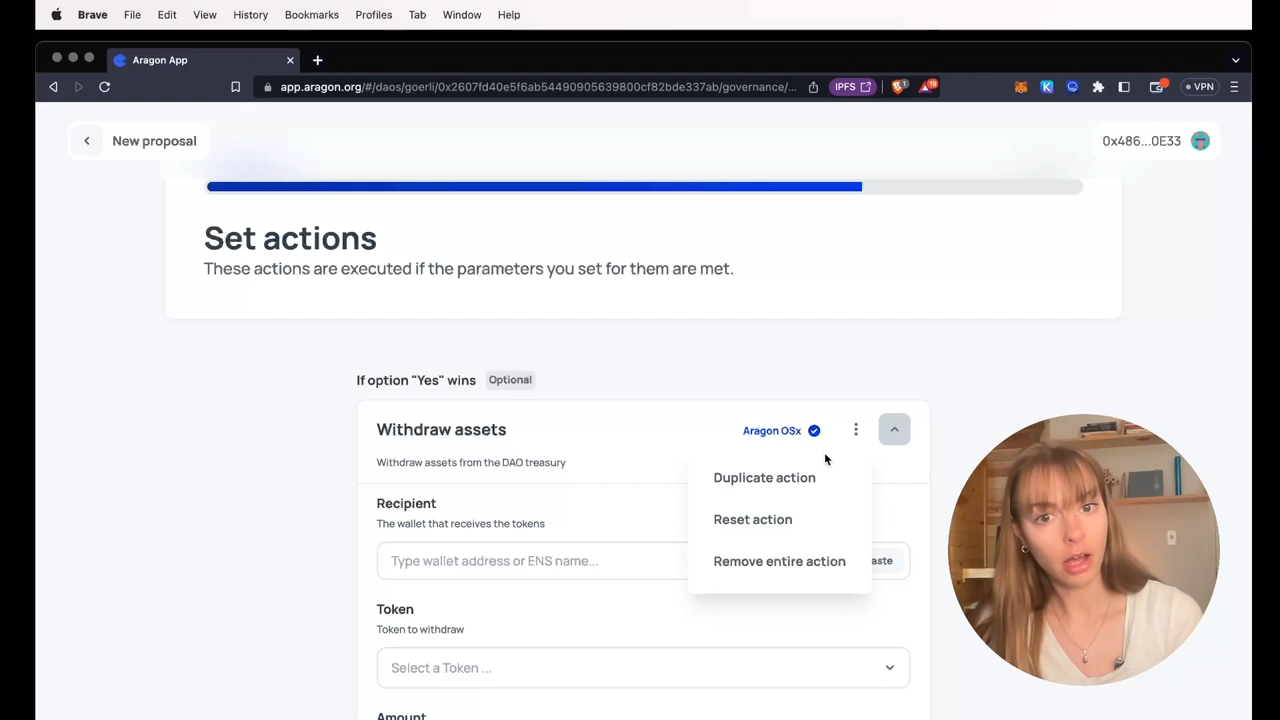 Brave File Edit View History Bookmarks Profiles Tab Window Help
Aragon App
app.aragon.org/#/daos/goerli/0x2607fd40e5f6ab54490905639800cf82bde337ab/governance/...
IPFS
1
19
VPN
New proposal
0x486...0E33
Set actions
These actions are executed if the parameters you set for them are met.
If option "Yes" wins Optional
Withdraw assets
Aragon OSx
Withdraw assets from the DAO treasury
Duplicate action
Reset action
Remove entire action
Recipient
The wallet that receives the tokens
Type wallet address or ENS name...
aste
Token
Token to withdraw
Select a Token ...
Amount